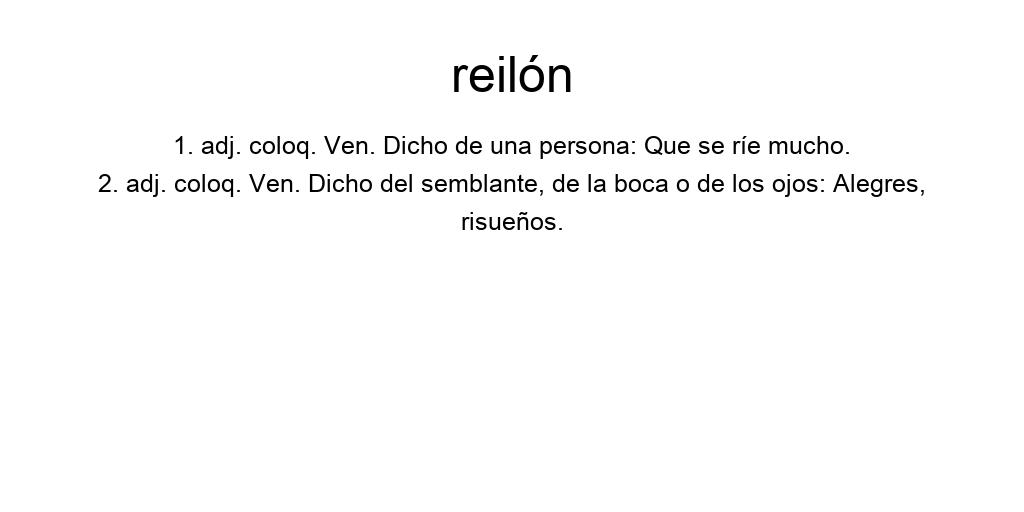 reilón
1. adj. coloq. Ven. Dicho de una persona: Que se ríe mucho.
2. adj. coloq. Ven. Dicho del semblante, de la boca o de los ojos: Alegres,
risueños.